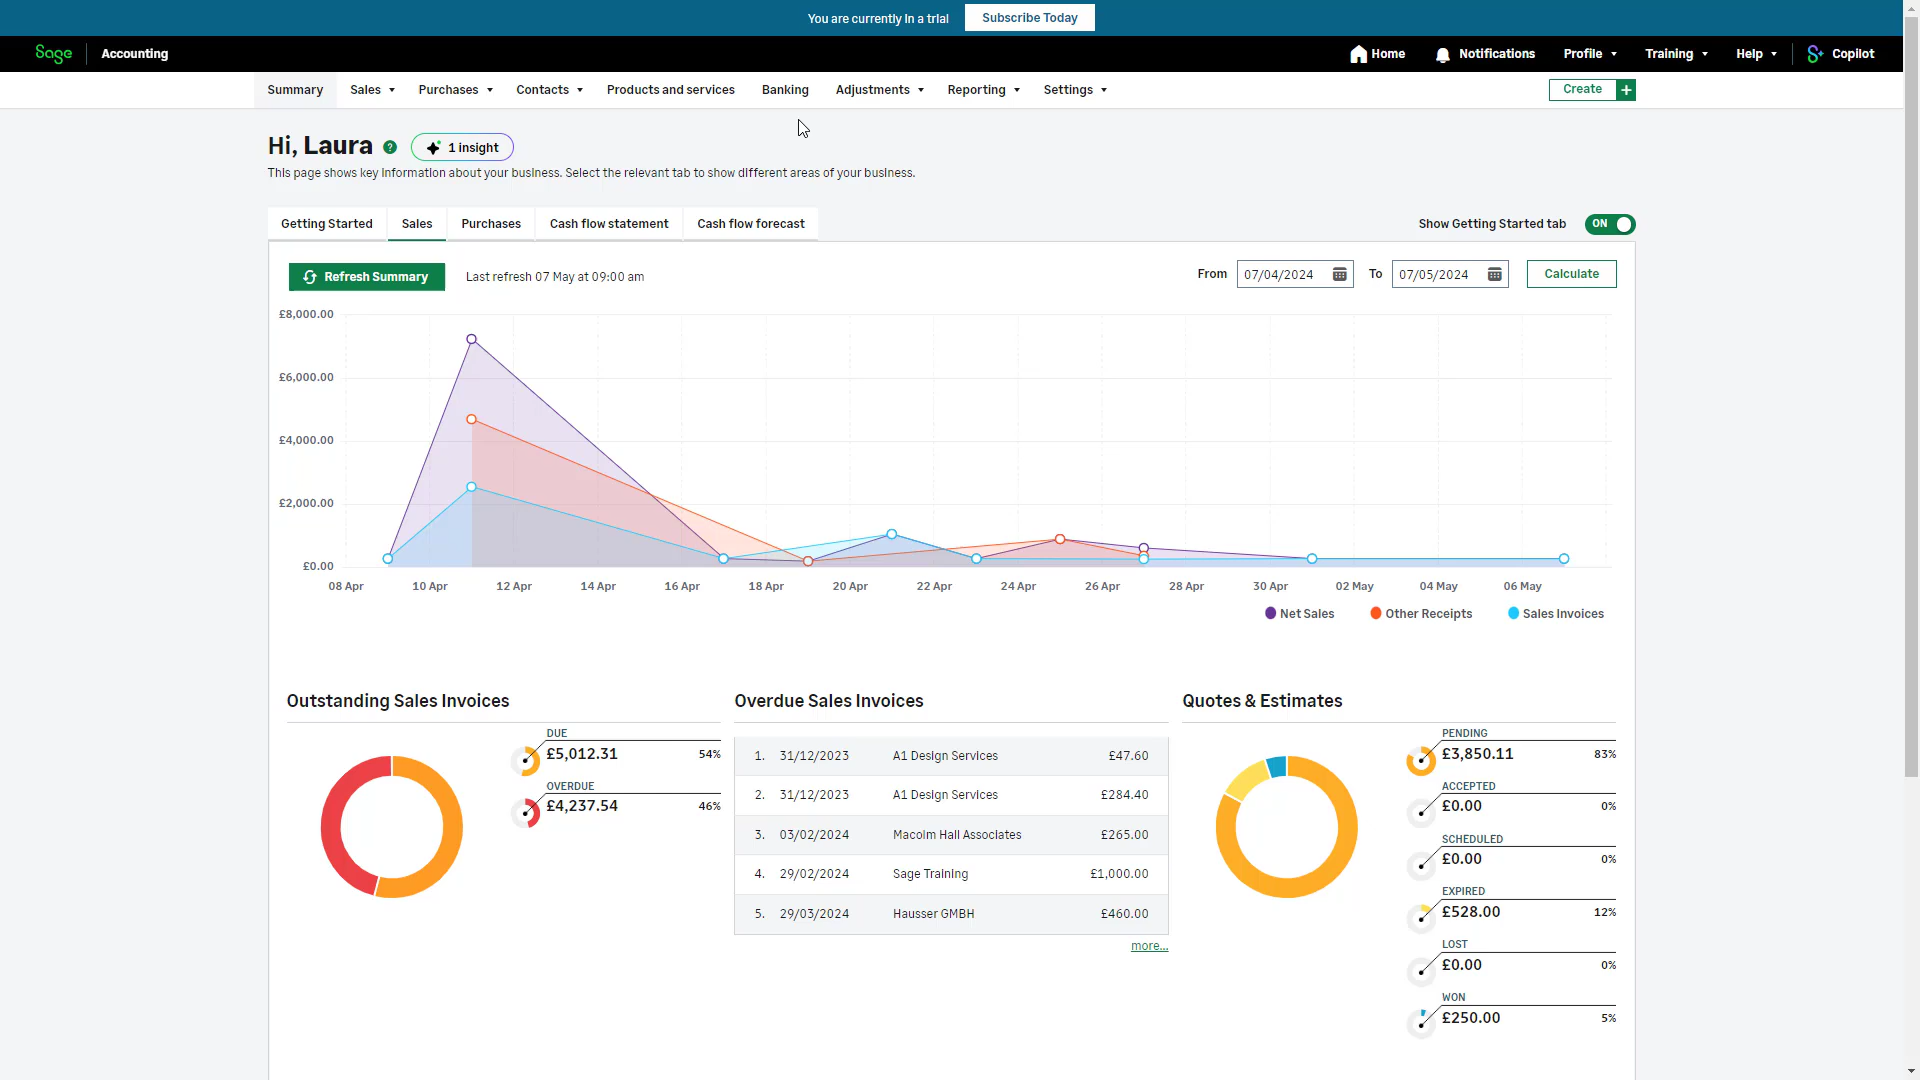 You are currently in a trial Subscribe Today
Sage Accounting Home Notifications Profile Training Help Copilot
Summary Sales Purchases Contacts Products and services Banking Adjustments Reporting Settings Create +
Hi, Laura ? 1 insight
This page shows key information about your business. Select the relevant tab to show different areas of your business.
Getting Started Sales Purchases Cash flow statement Cash flow forecast Show Getting Started tab ON
Refresh Summary Last refresh 07 May at 09:00 am From 07/04/2024 To 07/05/2024 Calculate
£8,000.00
£6,000.00
£4,000.00
£2,000.00
£0.00
08 Apr 10 Apr 12 Apr 14 Apr 16 Apr 18 Apr 20 Apr 22 Apr 24 Apr 26 Apr 28 Apr 30 Apr 02 May 04 May 06 May
Net Sales Other Receipts Sales Invoices
Outstanding Sales Invoices
DUE
£5,012.31 54%
OVERDUE
£4,237.54 46%
Overdue Sales Invoices
1. 31/12/2023 A1 Design Services £47.60
2. 31/12/2023 A1 Design Services £284.40
3. 03/02/2024 Macolm Hall Associates £265.00
4. 29/02/2024 Sage Training £1,000.00
5. 29/03/2024 Hausser GMBH £460.00
more...
Quotes & Estimates
PENDING
£3,850.11 83%
ACCEPTED
£0.00 0%
SCHEDULED
£0.00 0%
EXPIRED
£528.00 12%
LOST
£0.00 0%
WON
£250.00 5%